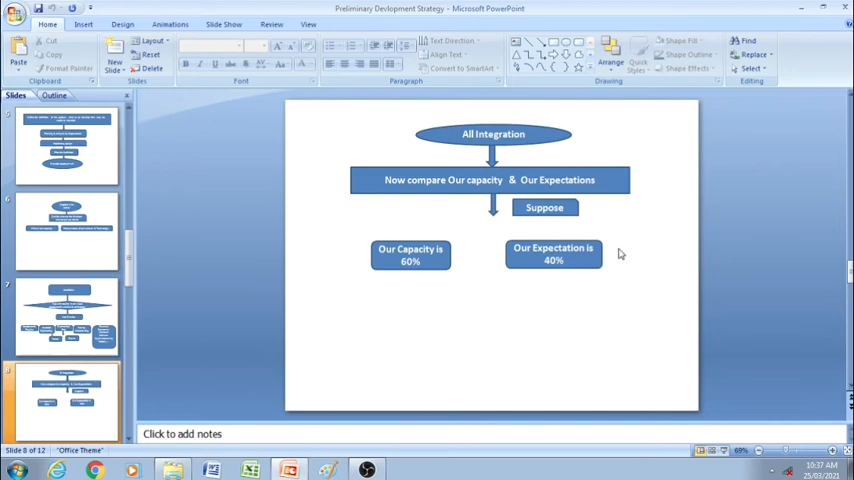 Preliminary Devlopment Strategy - Microsoft PowerPoint
Home Insert Design Animations Slide Show Review View
Cut
Copy
Format Painter
Paste
Clipboard
New
Slide
Layout
Reset
Delete
Slides
Font
Text Direction
Align Text
Convert to SmartArt
Paragraph
Arrange
Quick
Styles
Shape Fill
Shape Outline
Shape Effects
Drawing
Find
Replace
Select
Editing
Slides Outline
5
6
7
8
All Integration
Now compare Our capacity & Our Expectations
Suppose
Our Capacity is
60%
Our Expectation is
40%
Click to add notes
Slide 8 of 12 "Office Theme" 69%
10:37 AM
25/03/2021